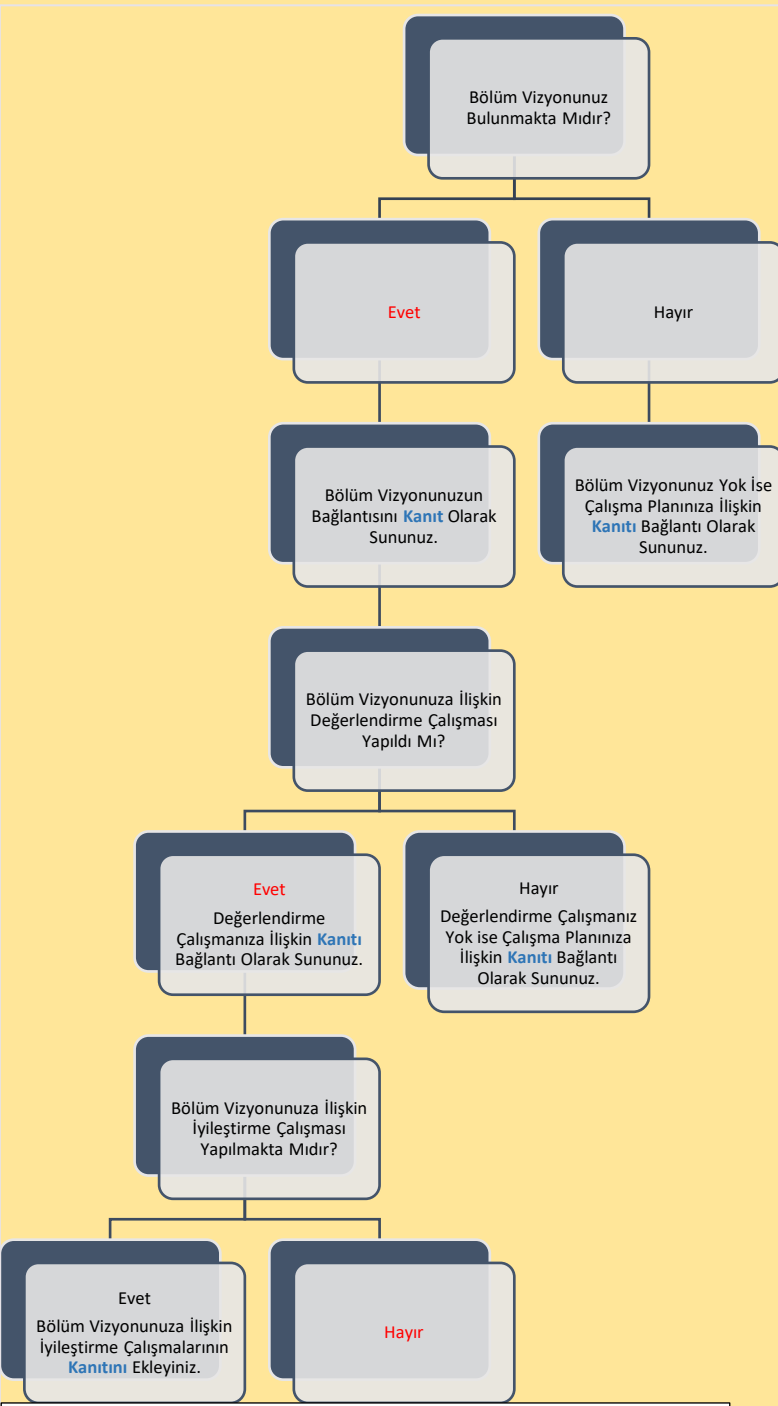 Bölüm Vizyonunuz
Bulunmakta Mıdır?
Evet
Hayır
Bölüm Vizyonunuzun
Bağlantısını Kanıt Olarak
Sununuz.
Bölüm Vizyonunuz Yok İse
Çalışma Planınıza İlişkin
Kanıtı Bağlantı Olarak
Sununuz.
Bölüm Vizyonunuza İlişkin
Değerlendirme Çalışması
Yapıldı Mı?
Evet
Değerlendirme
Çalışmanıza İlişkin Kanıtı
Bağlantı Olarak Sununuz.
Hayır
Değerlendirme Çalışmanız
Yok ise Çalışma Planınıza
İlişkin Kanıtı Bağlantı
Olarak Sununuz.
Bölüm Vizyonunuza İlişkin
İyileştirme Çalışması
Yapılmakta Mıdır?
Evet
Bölüm Vizyonunuza İlişkin
İyileştirme Çalışmalarının
Kanıtını Ekleyiniz.
Hayır